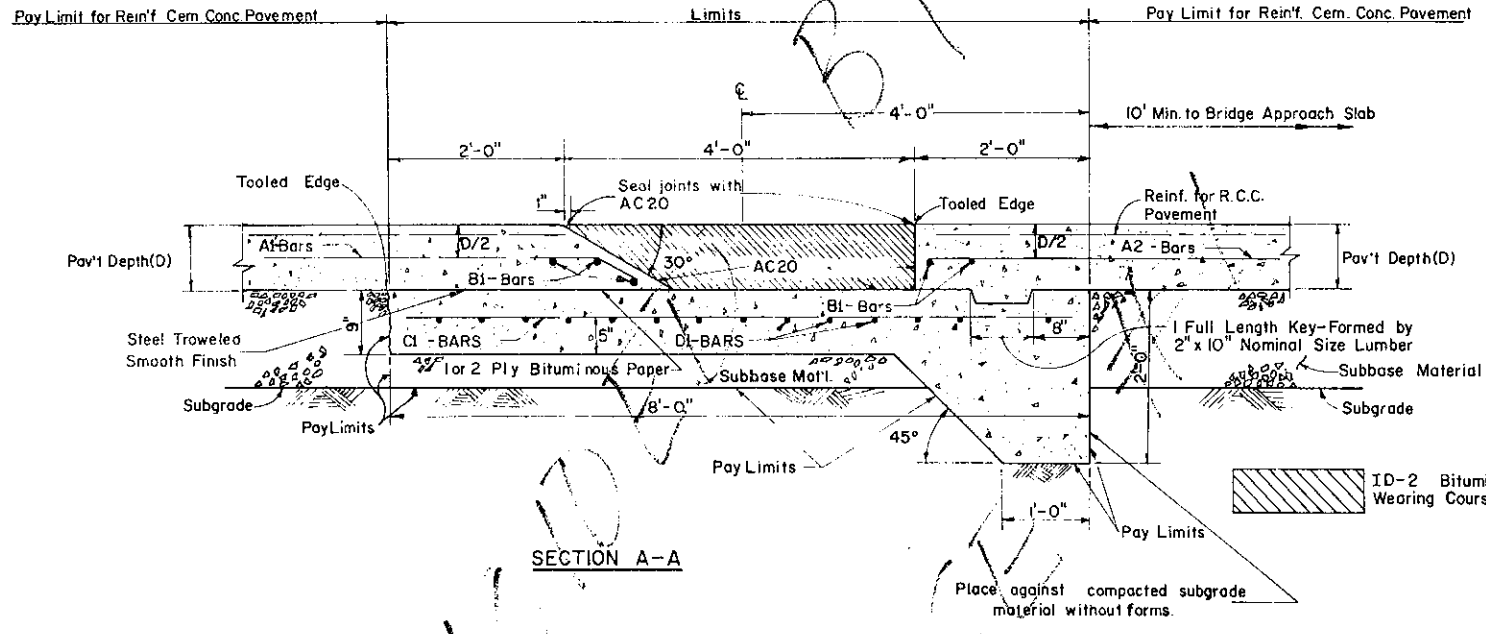 Pay Limit for Rein'f Cem Conc. Pavement
Limits
Pay Limit for Reinf. Cem. Conc. Pavement
℄
4'-0"
10' Min. to Bridge Approach Slab
2'-0"
4'-0"
2'-0"
Tooled Edge
1"
Seal joints with
AC20
Tooled Edge
Reinf. for R.C.C.
Pavement
Pav't Depth(D)
A1-Bars
D/2
B1-Bars
30°
AC20
D/2
A2 -Bars
Pav't Depth(D)
B1-Bars
9"
Steel Troweled
Smooth Finish
C1 -BARS
5"
D1-BARS
8"
1 Full Length Key-Formed by
2" x 10" Nominal Size Lumber
2'-0"
1 or 2 Ply Bituminous Paper
Subbase Mat'l.
Subbase Material
Subgrade
8'-0"
Subgrade
Pay Limits
45°
Pay Limits
ID-2 Bitumi
Wearing Cours
1'-0"
Pay Limits
SECTION A-A
Place against compacted subgrade
material without forms.